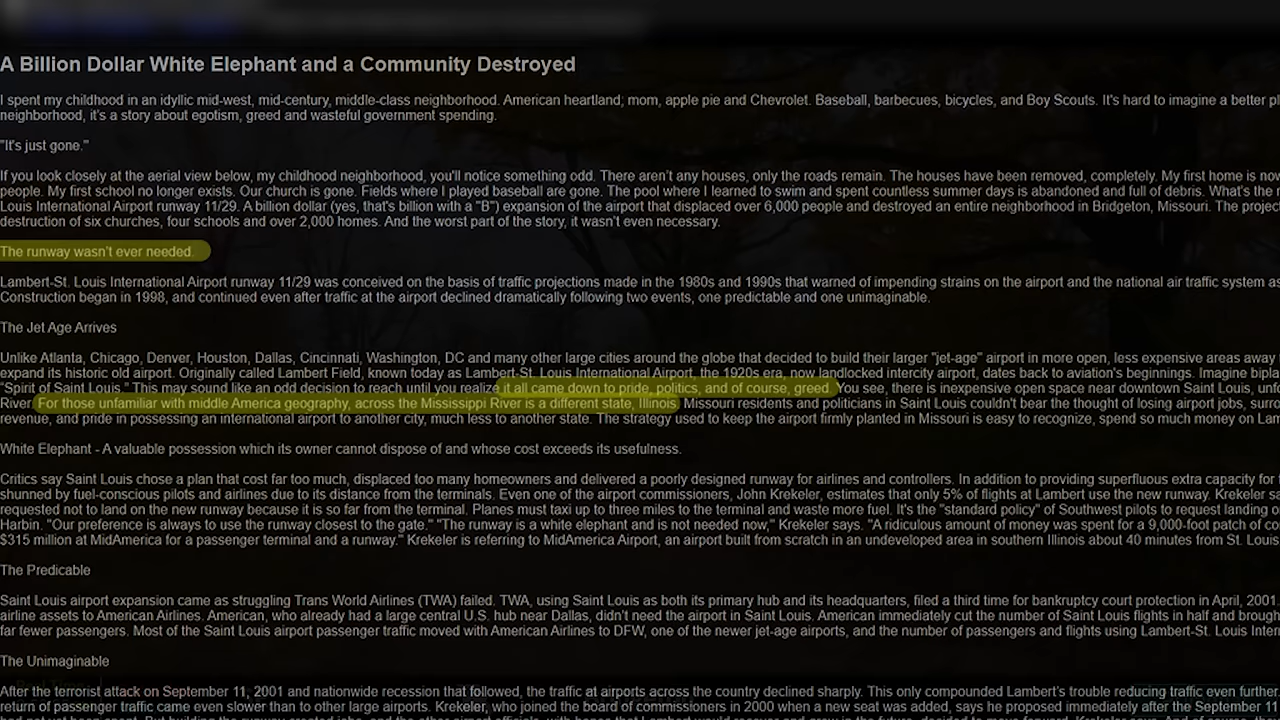 A Billion Dollar White Elephant and a Community Destroyed
I spent my childhood in an idyllic mid-west, mid-century, middle-class neighborhood. American heartland; mom, apple pie and Chevrolet. Baseball, barbecues, bicycles, and Boy Scouts. It's hard to imagine a better pl
neighborhood, it's a story about egotism, greed and wasteful government spending.
"It's just gone."
If you look closely at the aerial view below, my childhood neighborhood, you'll notice something odd. There aren't any houses, only the roads remain. The houses have been removed, completely. My first home is now
people. My first school no longer exists. Our church is gone. Fields where I played baseball are gone. The pool where I learned to swim and spent countless summer days is abandoned and full of debris. What's the r
Louis International Airport runway 11/29. A billion dollar (yes, that's billion with a "B") expansion of the airport that displaced over 6,000 people and destroyed an entire neighborhood in Bridgeton, Missouri. The project
destruction of six churches, four schools and over 2,000 homes. And the worst part of the story, it wasn't even necessary.
The runway wasn't ever needed.
Lambert-St. Louis International Airport runway 11/29 was conceived on the basis of traffic projections made in the 1980s and 1990s that warned of impending strains on the airport and the national air traffic system as
Construction began in 1998, and continued even after traffic at the airport declined dramatically following two events, one predictable and one unimaginable.
The Jet Age Arrives
Unlike Atlanta, Chicago, Denver, Houston, Dallas, Cincinnati, Washington, DC and many other large cities around the globe that decided to build their larger "jet-age" airport in more open, less expensive areas away
expand its historic old airport. Originally called Lambert Field, known today as Lambert-St. Louis International Airport, the 1920s era, now landlocked intercity airport, dates back to aviation's beginnings. Imagine bipla
"Spirit of Saint Louis." This may sound like an odd decision to reach until you realize it all came down to pride, politics, and of course, greed. You see, there is inexpensive open space near downtown Saint Louis, unf
River. For those unfamiliar with middle America geography, across the Mississippi River is a different state, Illinois. Missouri residents and politicians in Saint Louis couldn't bear the thought of losing airport jobs, surro
revenue, and pride in possessing an international airport to another city, much less to another state. The strategy used to keep the airport firmly planted in Missouri is easy to recognize, spend so much money on Lam
White Elephant - A valuable possession which its owner cannot dispose of and whose cost exceeds its usefulness.
Critics say Saint Louis chose a plan that cost far too much, displaced too many homeowners and delivered a poorly designed runway for airlines and controllers. In addition to providing superfluous extra capacity for
shunned by fuel-conscious pilots and airlines due to its distance from the terminals. Even one of the airport commissioners, John Krekeler, estimates that only 5% of flights at Lambert use the new runway. Krekeler sa
requested not to land on the new runway because it is so far from the terminal. Planes must taxi up to three miles to the terminal and waste more fuel. It's the "standard policy" of Southwest pilots to request landing o
Harbin. "Our preference is always to use the runway closest to the gate." "The runway is a white elephant and is not needed now," Krekeler says. "A ridiculous amount of money was spent for a 9,000-foot patch of co
$315 million at MidAmerica for a passenger terminal and a runway." Krekeler is referring to MidAmerica Airport, an airport built from scratch in an undeveloped area in southern Illinois about 40 minutes from St. Louis
The Predicable
Saint Louis airport expansion came as struggling Trans World Airlines (TWA) failed. TWA, using Saint Louis as both its primary hub and its headquarters, filed a third time for bankruptcy court protection in April, 2001.
airline assets to American Airlines. American, who already had a large central U.S. hub near Dallas, didn't need the airport in Saint Louis. American immediately cut the number of Saint Louis flights in half and brough
far fewer passengers. Most of the Saint Louis airport passenger traffic moved with American Airlines to DFW, one of the newer jet-age airports, and the number of passengers and flights using Lambert-St. Louis Inter
The Unimaginable
After the terrorist attack on September 11, 2001 and nationwide recession that followed, the traffic at airports across the country declined sharply. This only compounded Lambert's trouble reducing traffic even further.
return of passenger traffic came even slower than to other large airports. Krekeler, who joined the board of commissioners in 2000 when a new seat was added, says he proposed immediately after the September 11